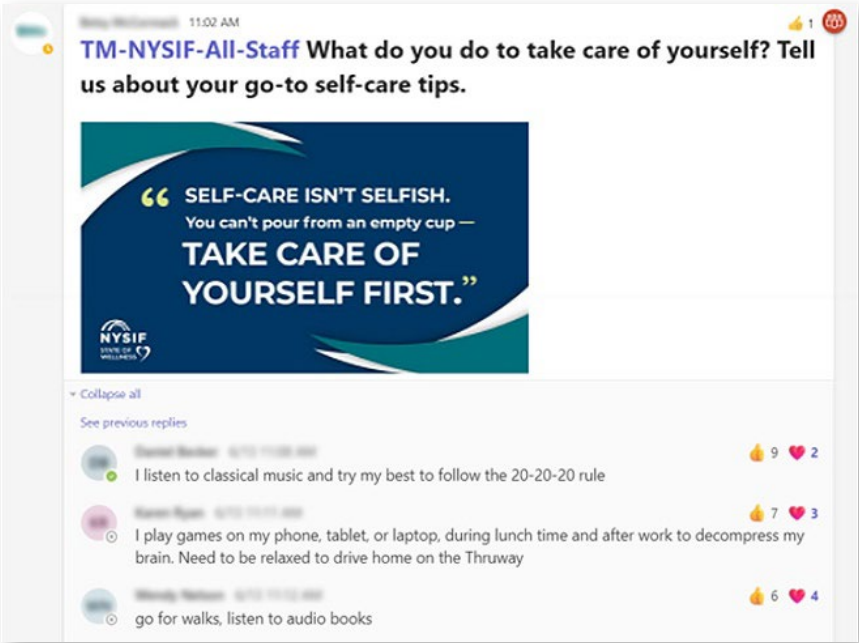 11:02 AM
1
TM-NYSIF-All-Staff What do you do to take care of yourself? Tell
us about your go-to self-care tips.
“ SELF-CARE ISN'T SELFISH.
You can't pour from an empty cup —
TAKE CARE OF
YOURSELF FIRST.”
NYSIF
STATE OF
WELLNESS
Collapse all
See previous replies
9 2
I listen to classical music and try my best to follow the 20-20-20 rule
7 3
I play games on my phone, tablet, or laptop, during lunch time and after work to decompress my
brain. Need to be relaxed to drive home on the Thruway
6 4
go for walks, listen to audio books